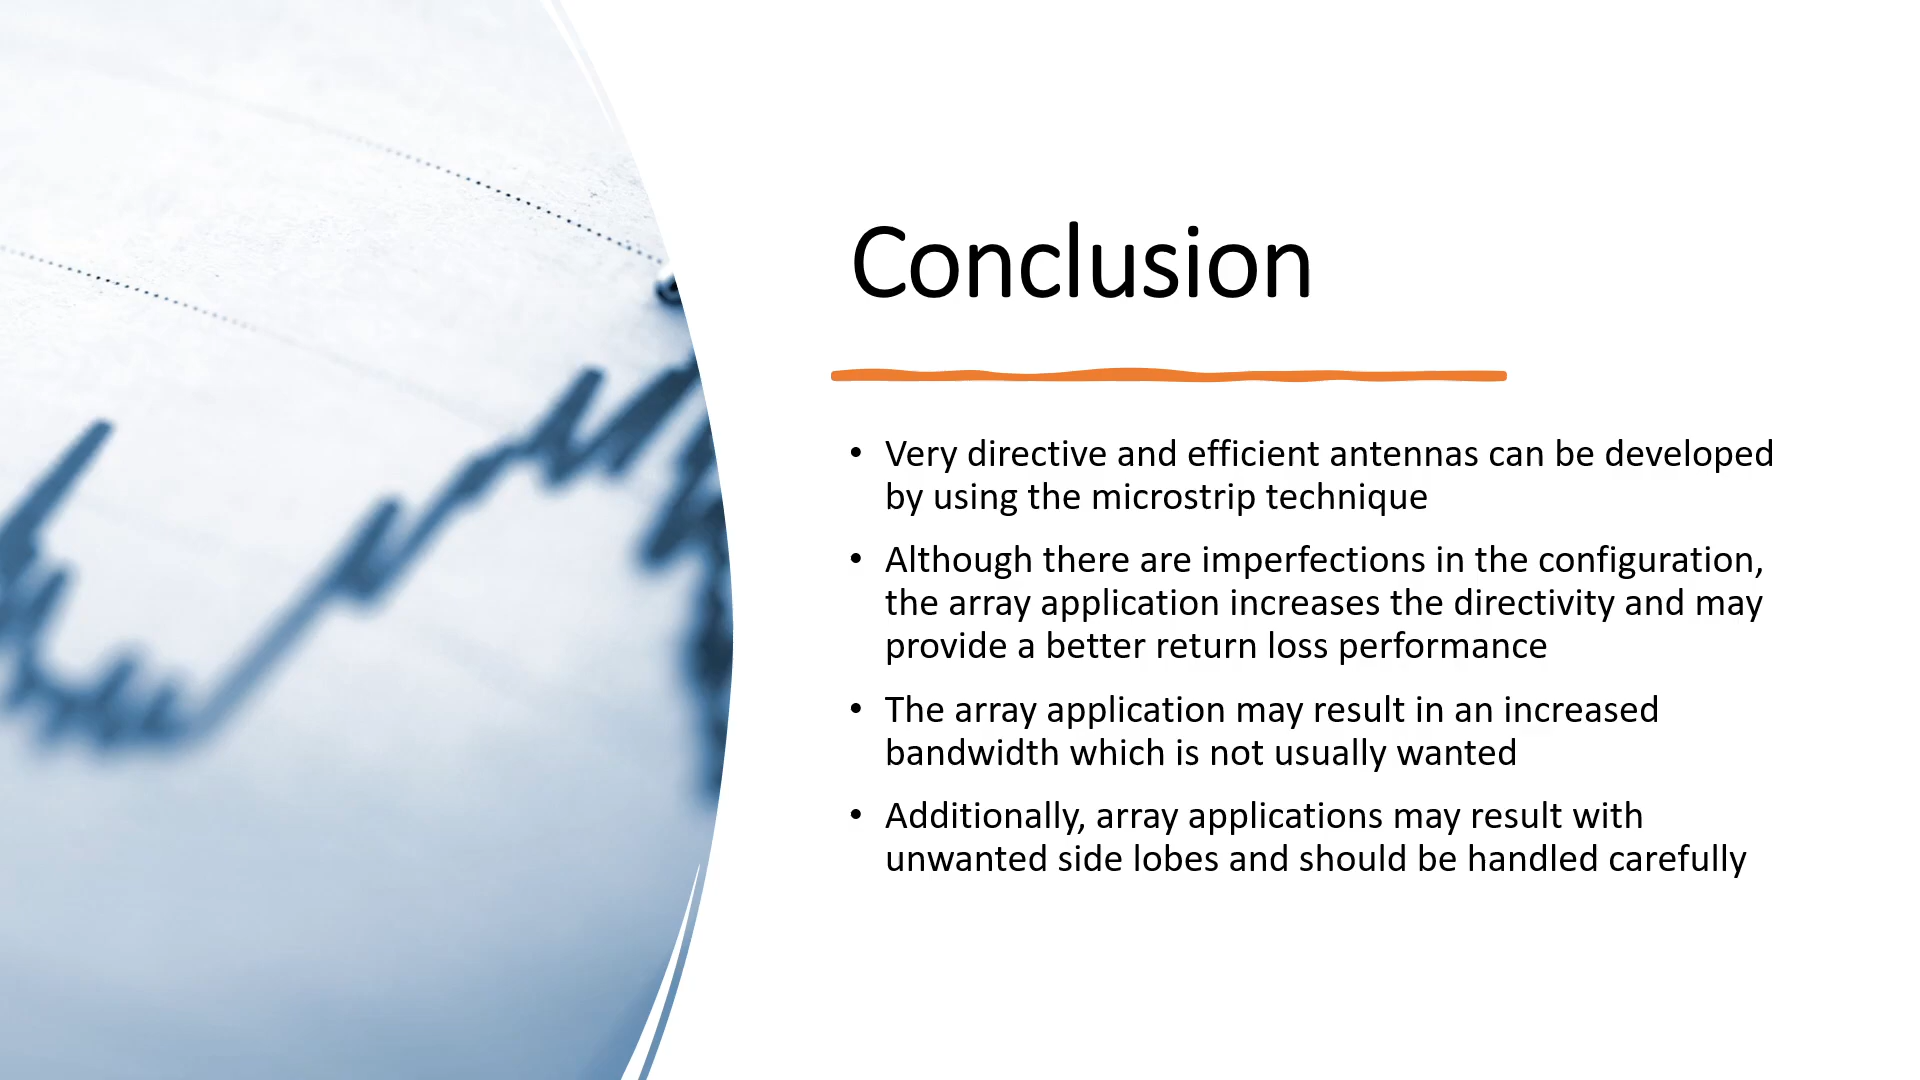 Conclusion
• Very directive and efficient antennas can be developed
by using the microstrip technique
• Although there are imperfections in the configuration,
the array application increases the directivity and may
provide a better return loss performance
• The array application may result in an increased
bandwidth which is not usually wanted
• Additionally, array applications may result with
unwanted side lobes and should be handled carefully